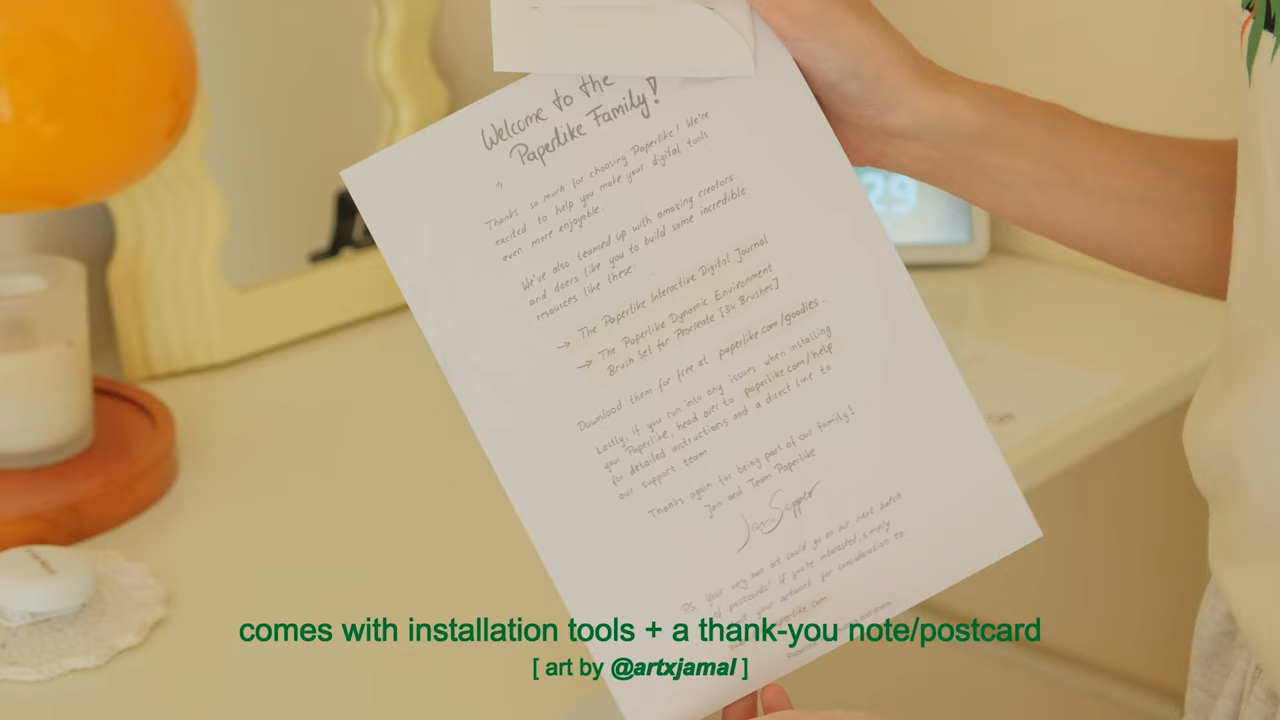 Welcome to the
Paperlike Family!
Thanks so much for choosing Paperlike! We're
excited to help you make your digital tools
even more enjoyable.
We've also teamed up with amazing creators
and doers like you to build some incredible
resources like these:
→ The Paperlike Interactive Digital Journal
→ The Paperlike Dynamic Environment
Brush Set for Procreate [34 Brushes]
Download them for free at paperlike.com/goodies.
Lastly, if you run into any issues when installing
your Paperlike, head over to paperlike.com/help
for detailed instructions and a direct line to
our support team.
Thanks again for being part of our family!
Jan and Team Paperlike
29
PS. Your very own art could go on our next batch
of postcards! If you're interested, simply
your artwork for consideration to
comes with installation tools + a thank-you note/postcard
[ art by @artxjamal ]